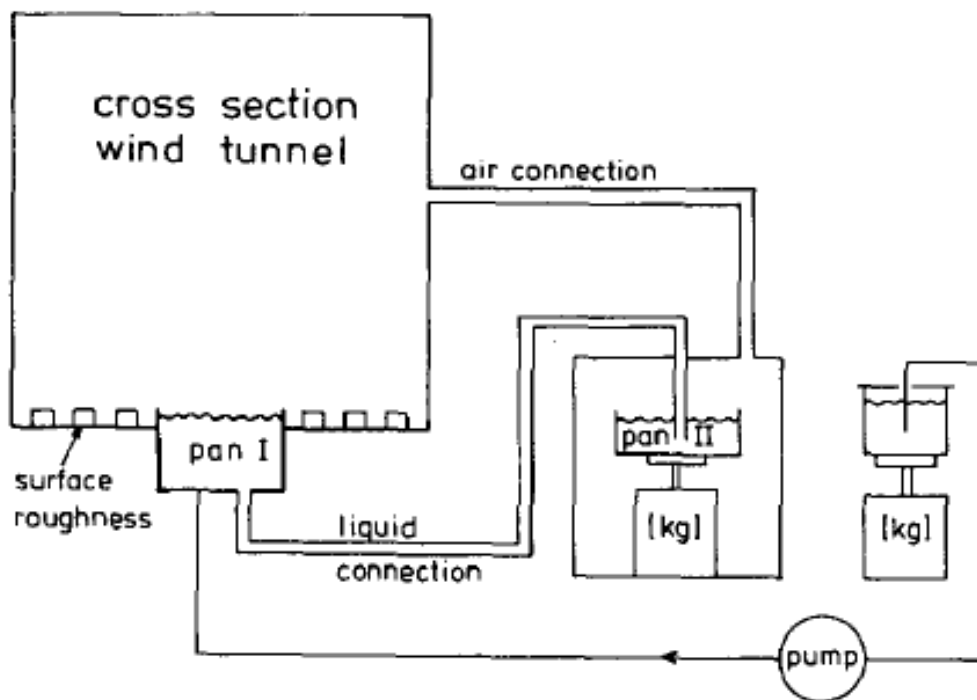 cross section
wind tunnel
air connection
pan I
pan II
surface
roughness
liquid
connection
[kg]
[kg]
pump